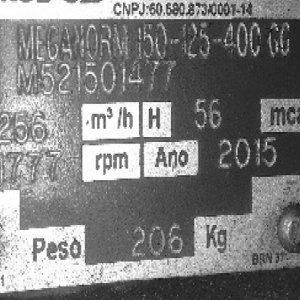 CNPJ:60.680.873/0001-14
MEGANORM 150-125-400 GG
M521501477
256 m³/h H 56 mca
1777 rpm Ano 2015
Peso 206 Kg